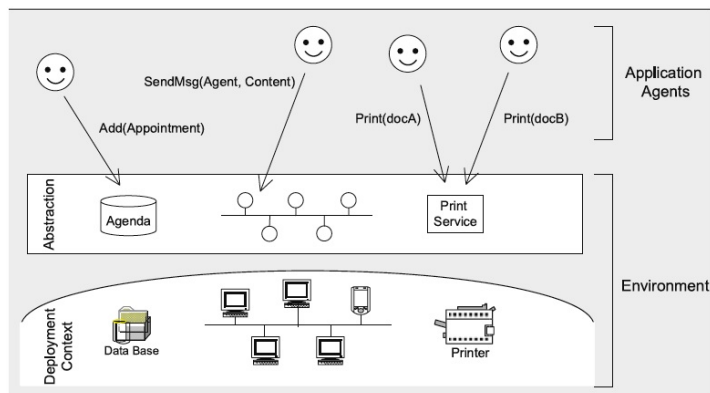 SendMsg(Agent, Content)
Application
Agents
Add(Appointment)
Print(docA)
Print(docB)
Abstraction
Agenda
Print
Service
Environment
Deployment
Context
Data Base
Printer